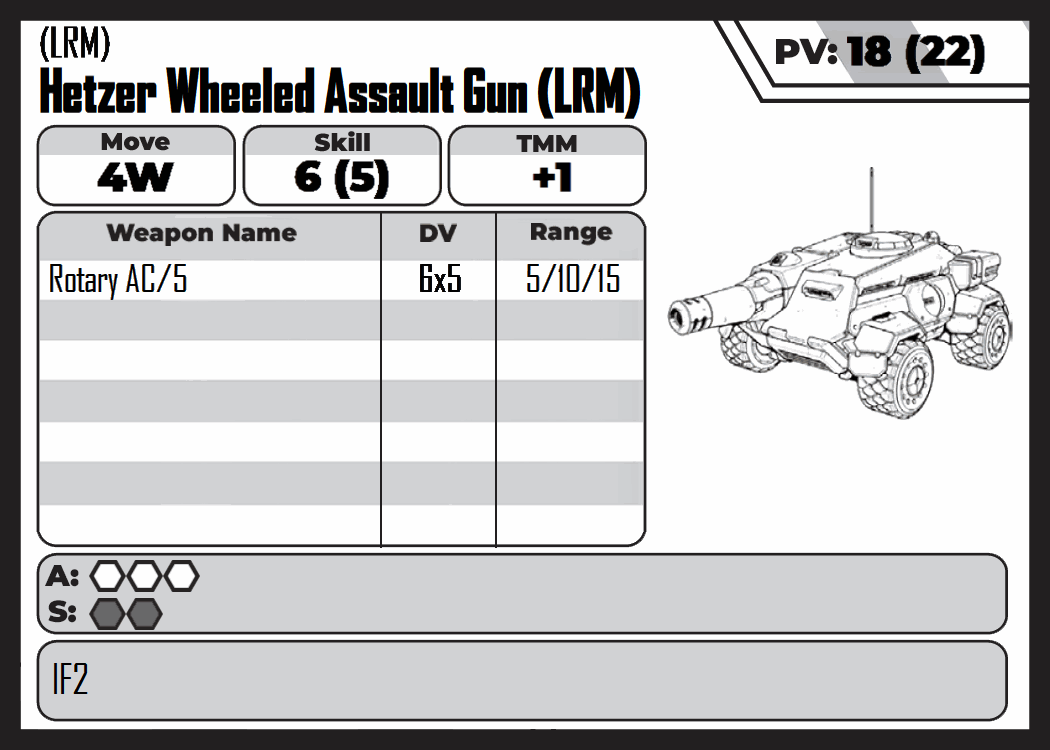 (LRM)
Hetzer Wheeled Assault Gun (LRM)
PV: 18 (22)
Move
4W
Skill
6 (5)
TMM
+1
Weapon Name DV Range
Rotary AC/5 6x5 5/10/15
A:
S:
IF2